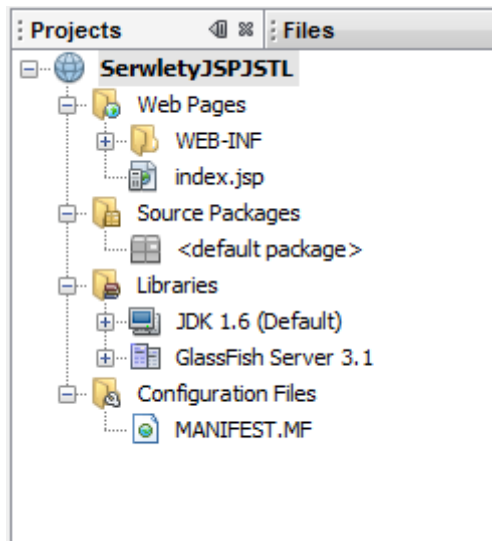 Projects Files
SerwletyJSPJSTL
Web Pages
WEB-INF
index.jsp
Source Packages
<default package>
Libraries
JDK 1.6 (Default)
GlassFish Server 3.1
Configuration Files
MANIFEST.MF